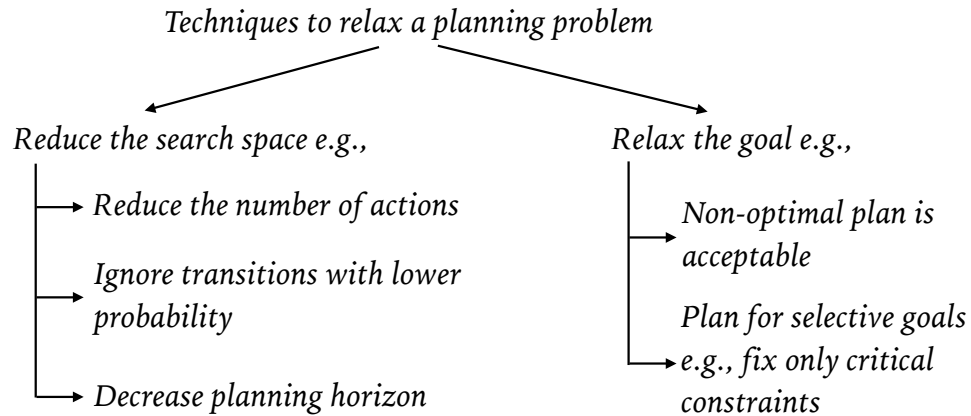 Techniques to relax a planning problem
Reduce the search space e.g.,
Reduce the number of actions
Ignore transitions with lower
probability
Decrease planning horizon
Relax the goal e.g.,
Non-optimal plan is
acceptable
Plan for selective goals
e.g., fix only critical
constraints